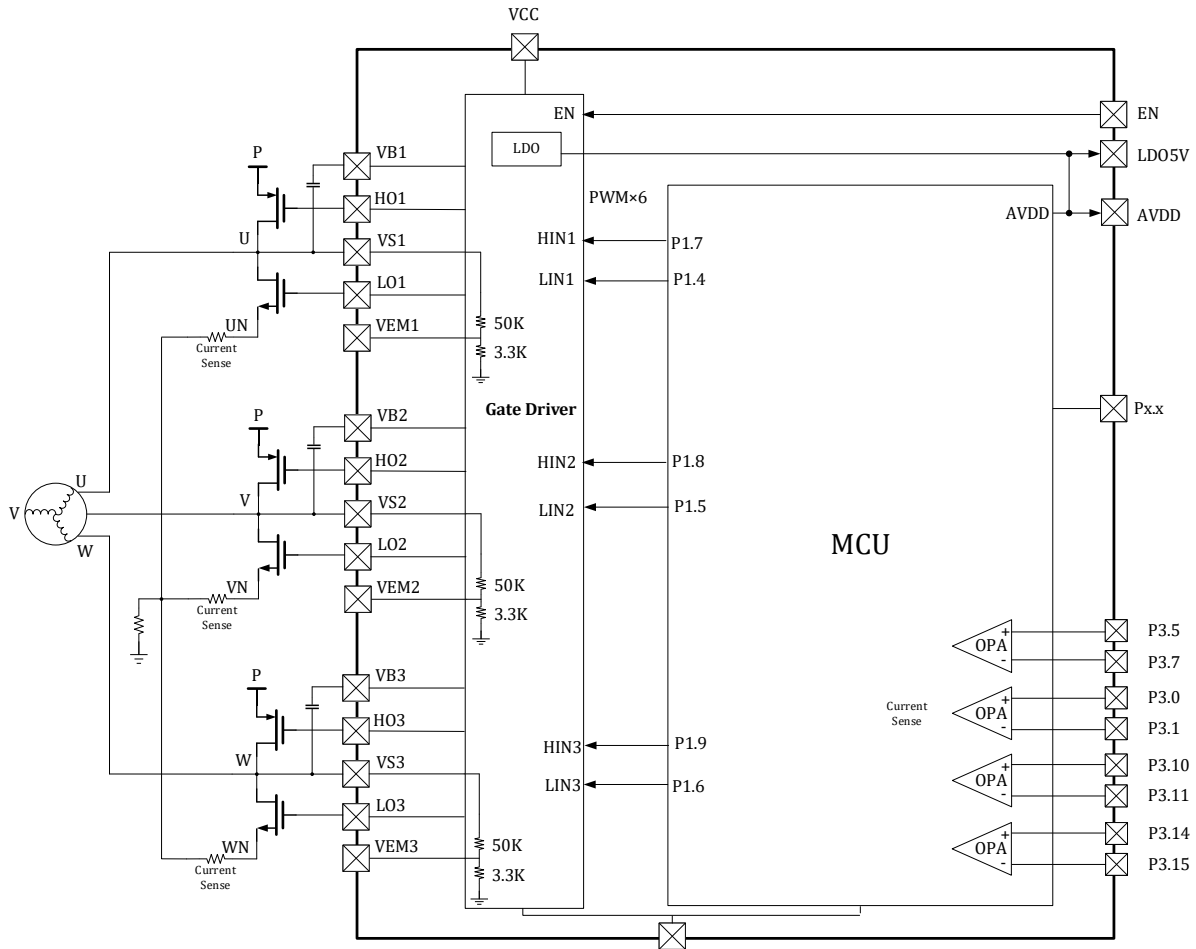 VCC
EN
EN
LDO
LDO5V
P
VB1
PWM×6
HO1
AVDD
AVDD
U
VS1
HIN1
P1.7
LO1
LIN1
P1.4
UN
VEM1
50K
Current
Sense
3.3K
P
VB2
Gate Driver
Px.x
HO2
HIN2
P1.8
U
V
VS2
V
LIN2
P1.5
W
LO2
MCU
VN
VEM2
50K
Current
Sense
3.3K
+
OPA
-
P3.5
P3.7
P
VB3
Current
Sense
+
OPA
-
P3.0
P3.1
HO3
HIN3
P1.9
W
VS3
LIN3
P1.6
+
OPA
-
P3.10
P3.11
LO3
WN
VEM3
50K
Current
Sense
3.3K
+
OPA
-
P3.14
P3.15